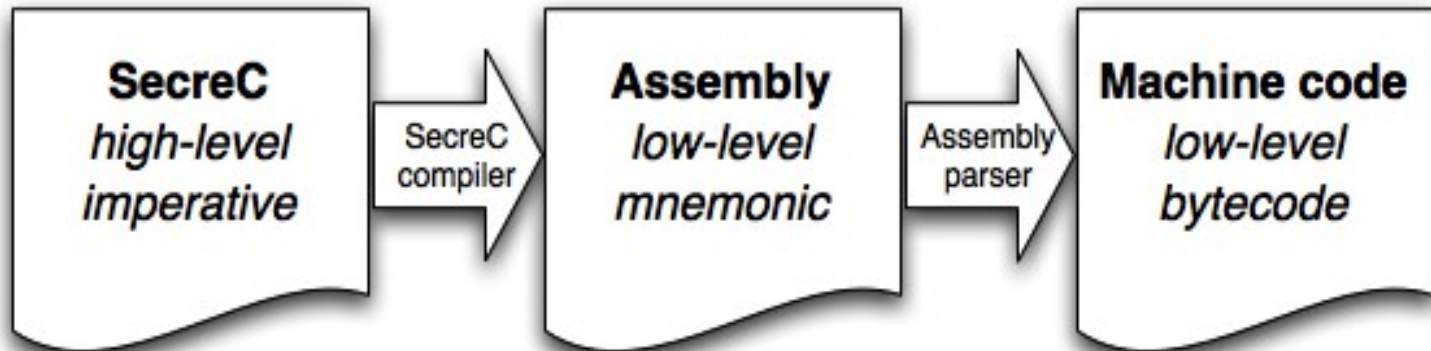 SecreC
high-level
imperative
SecreC
compiler
Assembly
low-level
mnemonic
Assembly
parser
Machine code
low-level
bytecode